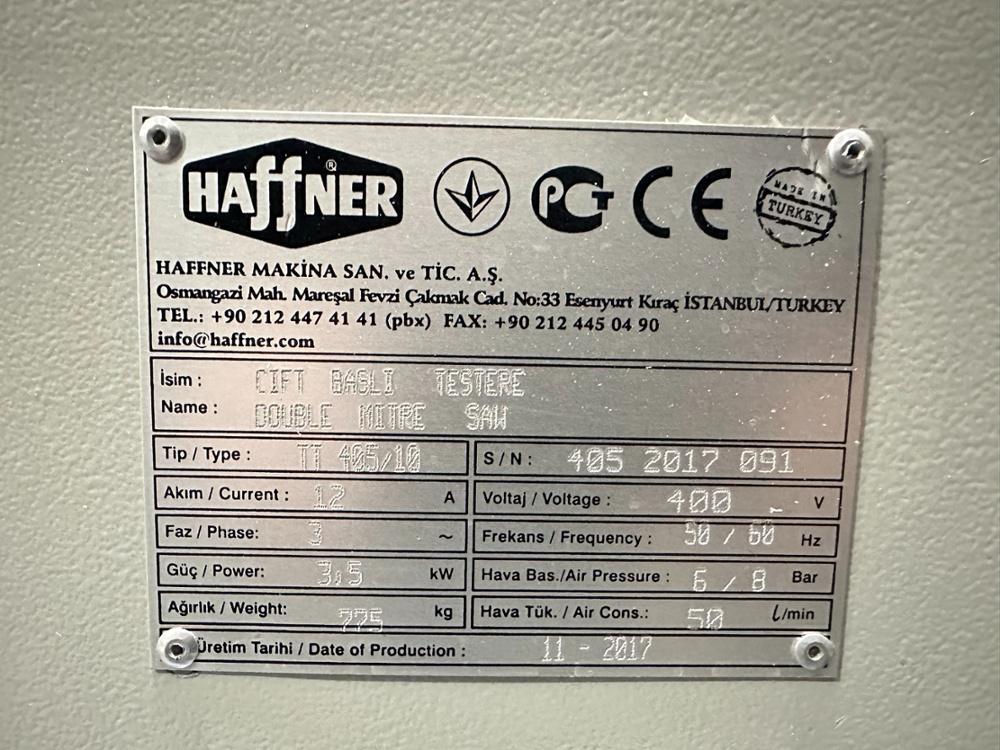 HAffNER ®
PCT CE
MADE IN
TURKEY
HAFFNER MAKİNA SAN. ve TİC. A.Ş.
Osmangazi Mah. Mareşal Fevzi Çakmak Cad. No:33 Esenyurt Kıraç İSTANBUL/TURKEY
TEL.: +90 212 447 41 41 (pbx) FAX: +90 212 445 04 90
info@haffner.com
İsim : CIFT BASLI TESTERE
Name : DOUBLE MITRE SAW
Tip / Type : TT 405/10 S / N : 405 2017 091
Akım / Current : 12 A Voltaj / Voltage : 400 V
Faz / Phase: 3 ~ Frekans / Frequency : 50 / 60 Hz
Güç / Power: 3,5 kW Hava Bas./Air Pressure : 6 / 8 Bar
Ağırlık / Weight: 775 kg Hava Tük. / Air Cons.: 50 l/min
Üretim Tarihi / Date of Production : 11 - 2017